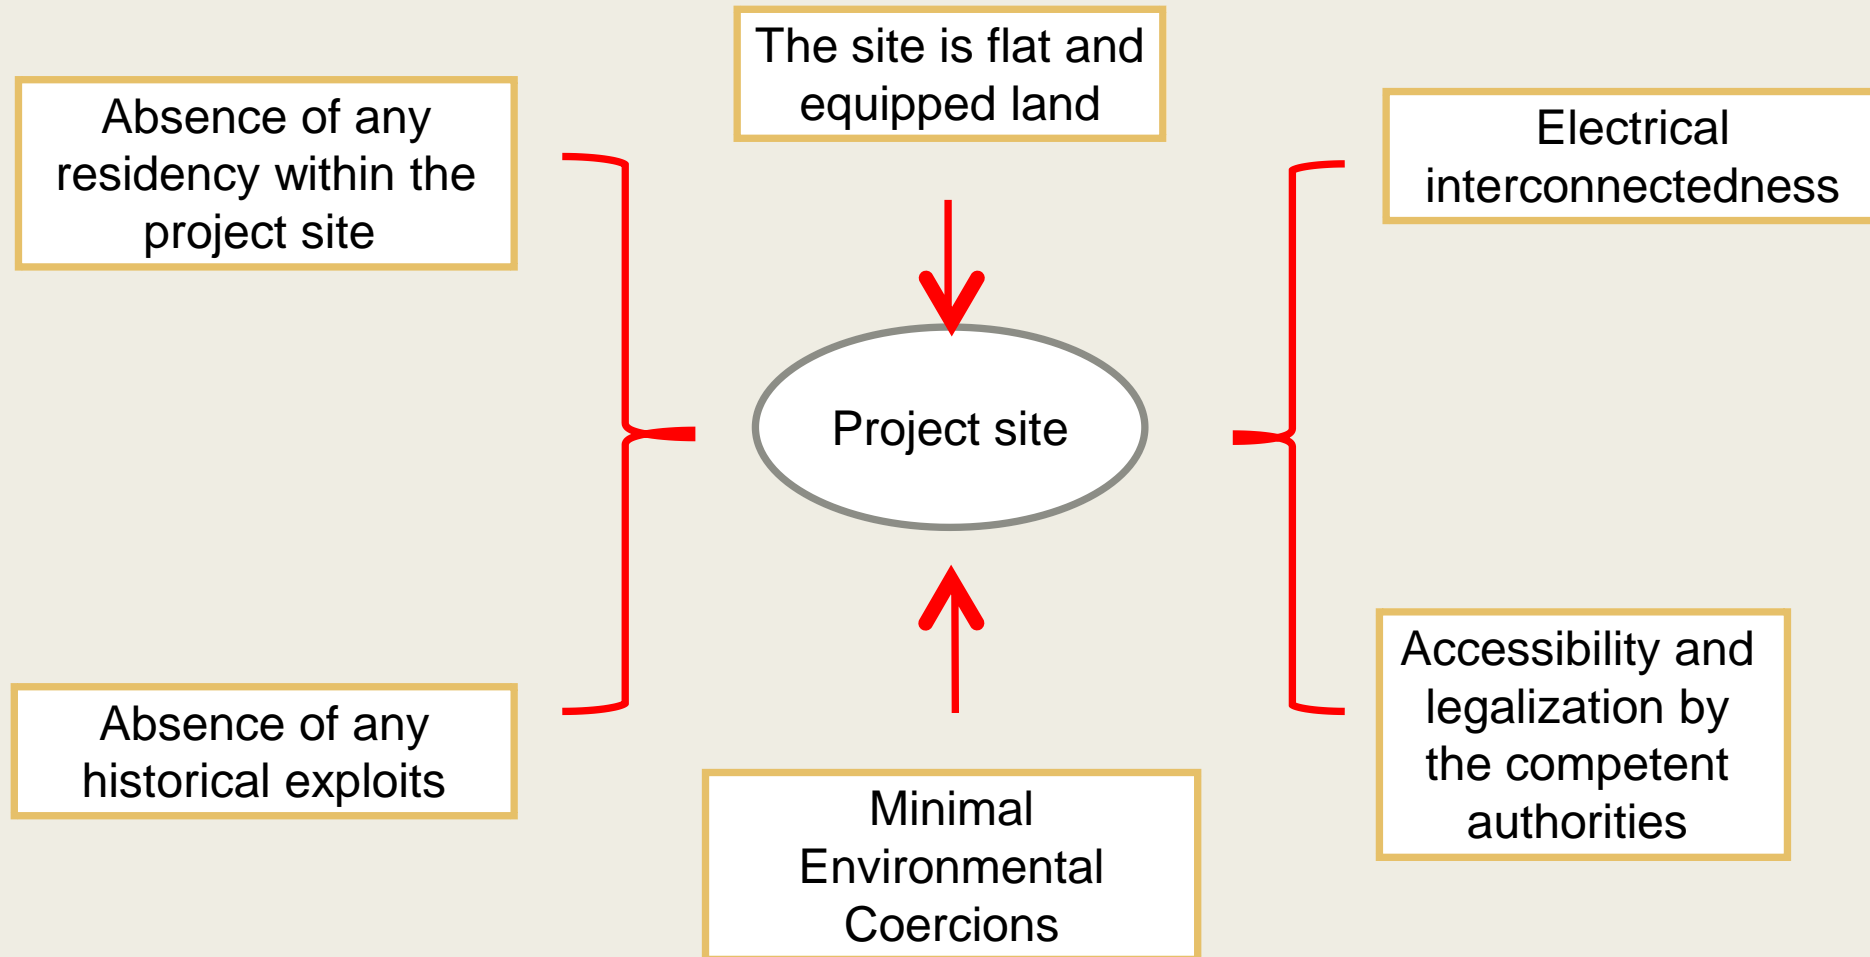 The site is flat and
equipped land
Absence of any
residency within the
project site
Electrical
interconnectedness
Project site
Absence of any
historical exploits
Accessibility and
legalization by
the competent
authorities
Minimal
Environmental
Coercions